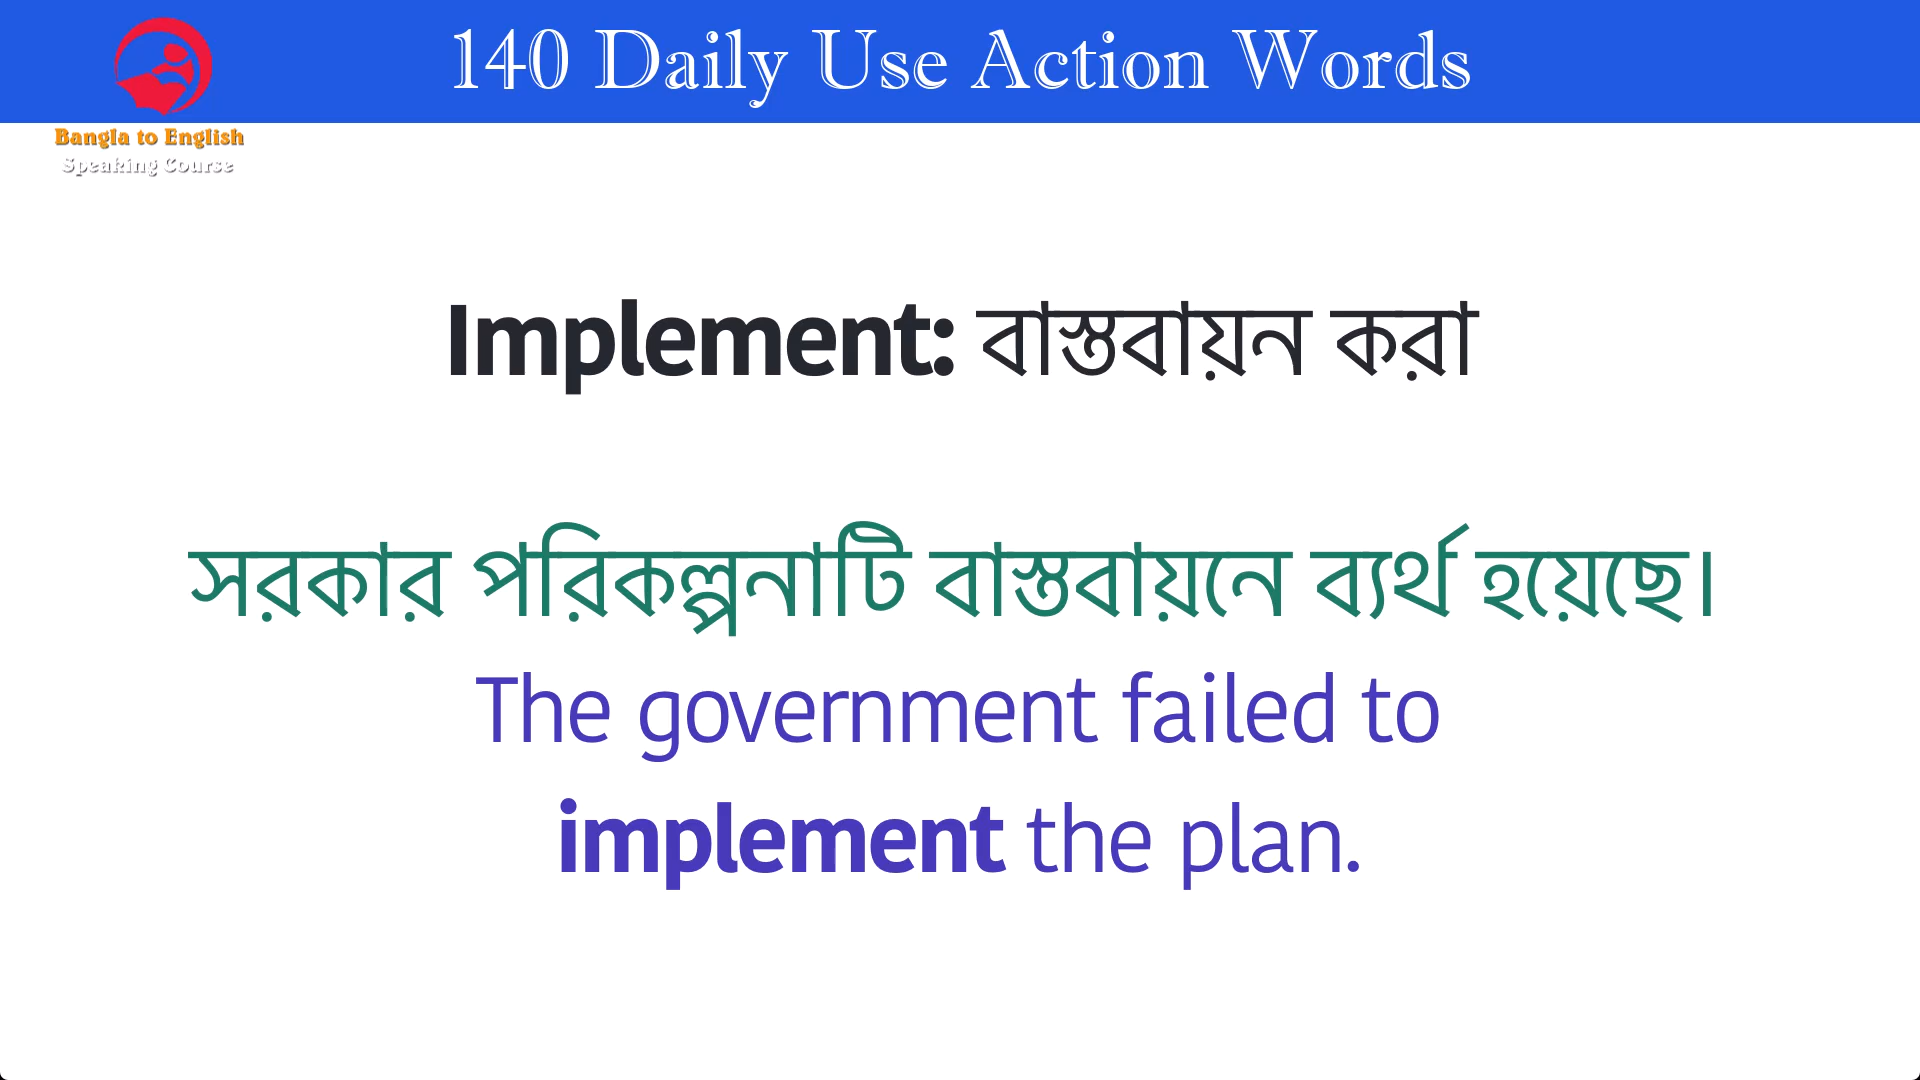 140 Daily Use Action Words
Bangla to English
Speaking Course
Implement: বাস্তবায়ন করা
সরকার পরিকল্পনাটি বাস্তবায়নে ব্যর্থ হয়েছে।
The government failed to
implement the plan.